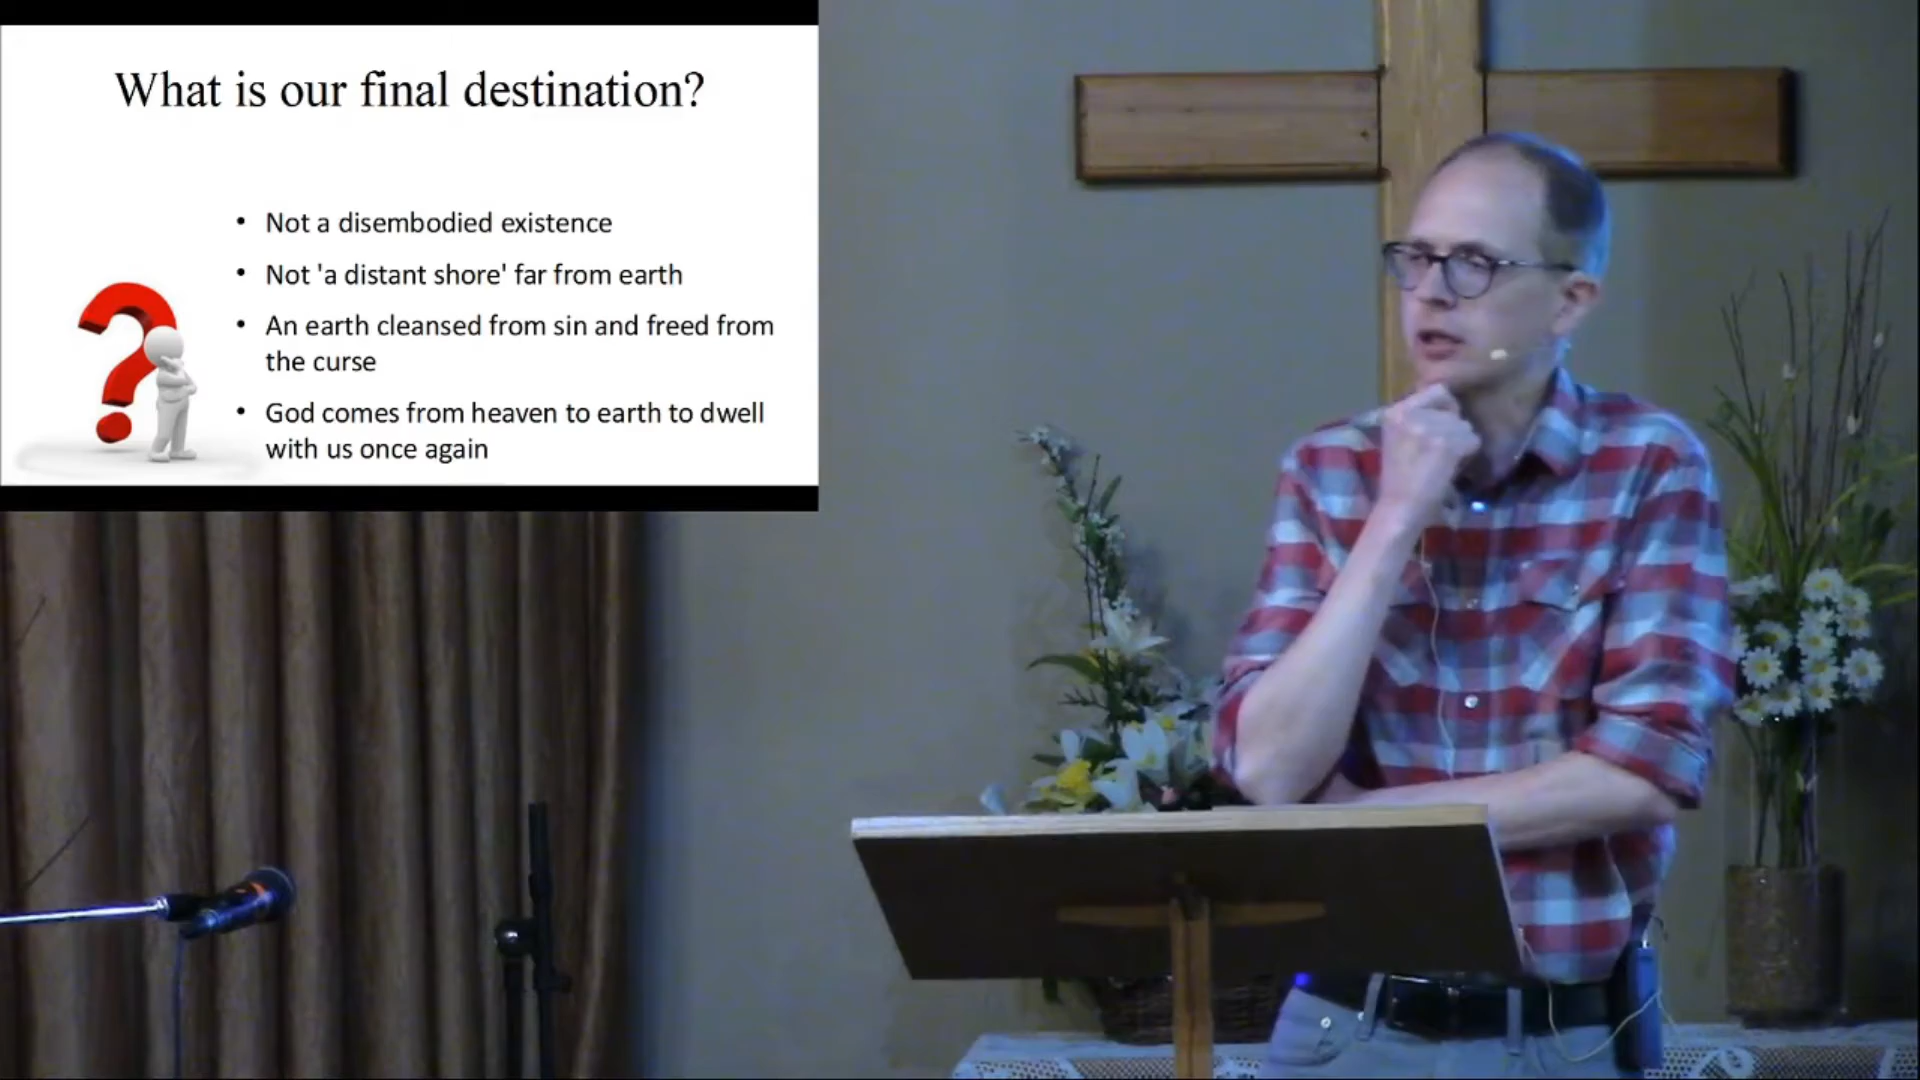 What is our final destination?
• Not a disembodied existence
• Not 'a distant shore' far from earth
• An earth cleansed from sin and freed from
the curse
• God comes from heaven to earth to dwell
with us once again